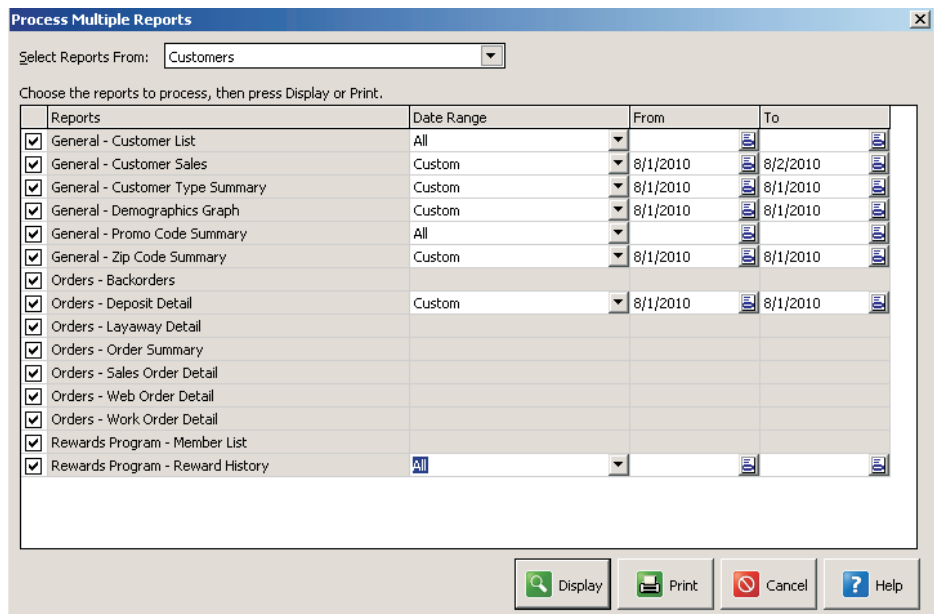 Process Multiple Reports
Select Reports From: Customers
Choose the reports to process, then press Display or Print.
Reports Date Range From To
General - Customer List All
General - Customer Sales Custom 8/1/2010 8/2/2010
General - Customer Type Summary Custom 8/1/2010 8/1/2010
General - Demographics Graph Custom 8/1/2010 8/1/2010
General - Promo Code Summary All
General - Zip Code Summary Custom 8/1/2010 8/1/2010
Orders - Backorders
Orders - Deposit Detail Custom 8/1/2010 8/1/2010
Orders - Layaway Detail
Orders - Order Summary
Orders - Sales Order Detail
Orders - Web Order Detail
Orders - Work Order Detail
Rewards Program - Member List
Rewards Program - Reward History All
Display Print Cancel ? Help